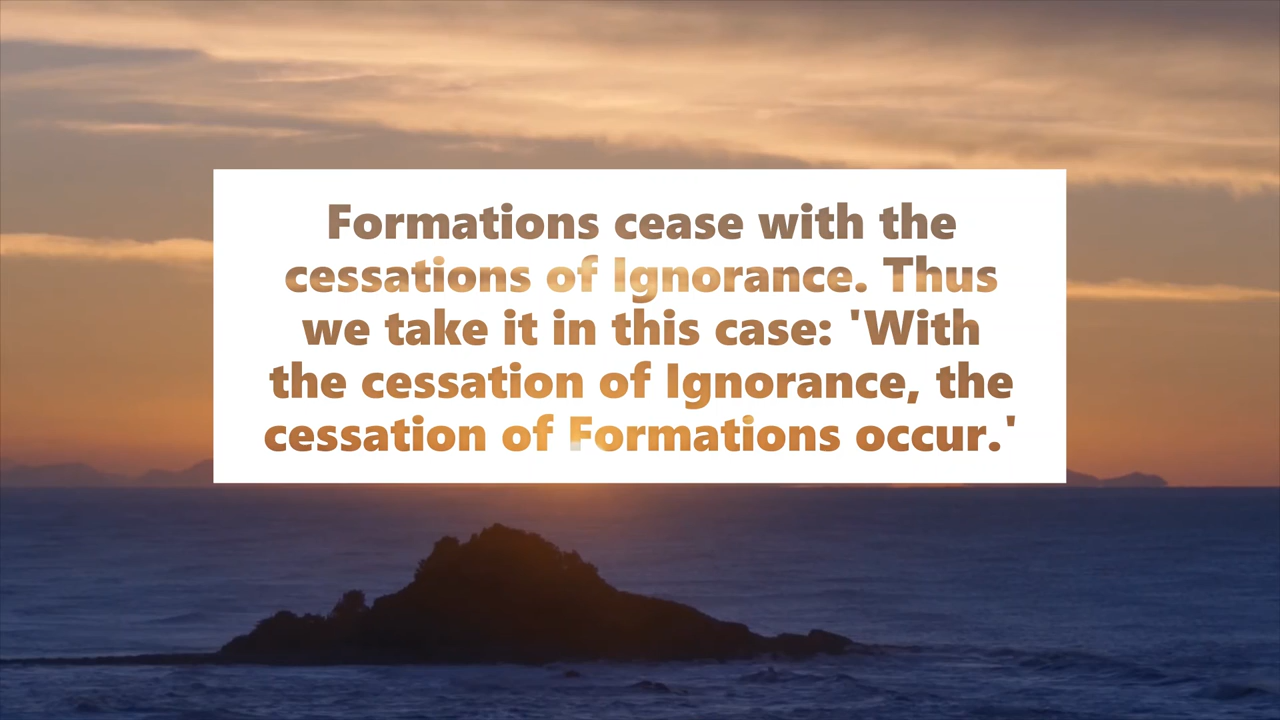 Formations cease with the
cessations of Ignorance. Thus
we take it in this case: 'With
the cessation of Ignorance, the
cessation of Formations occur.'